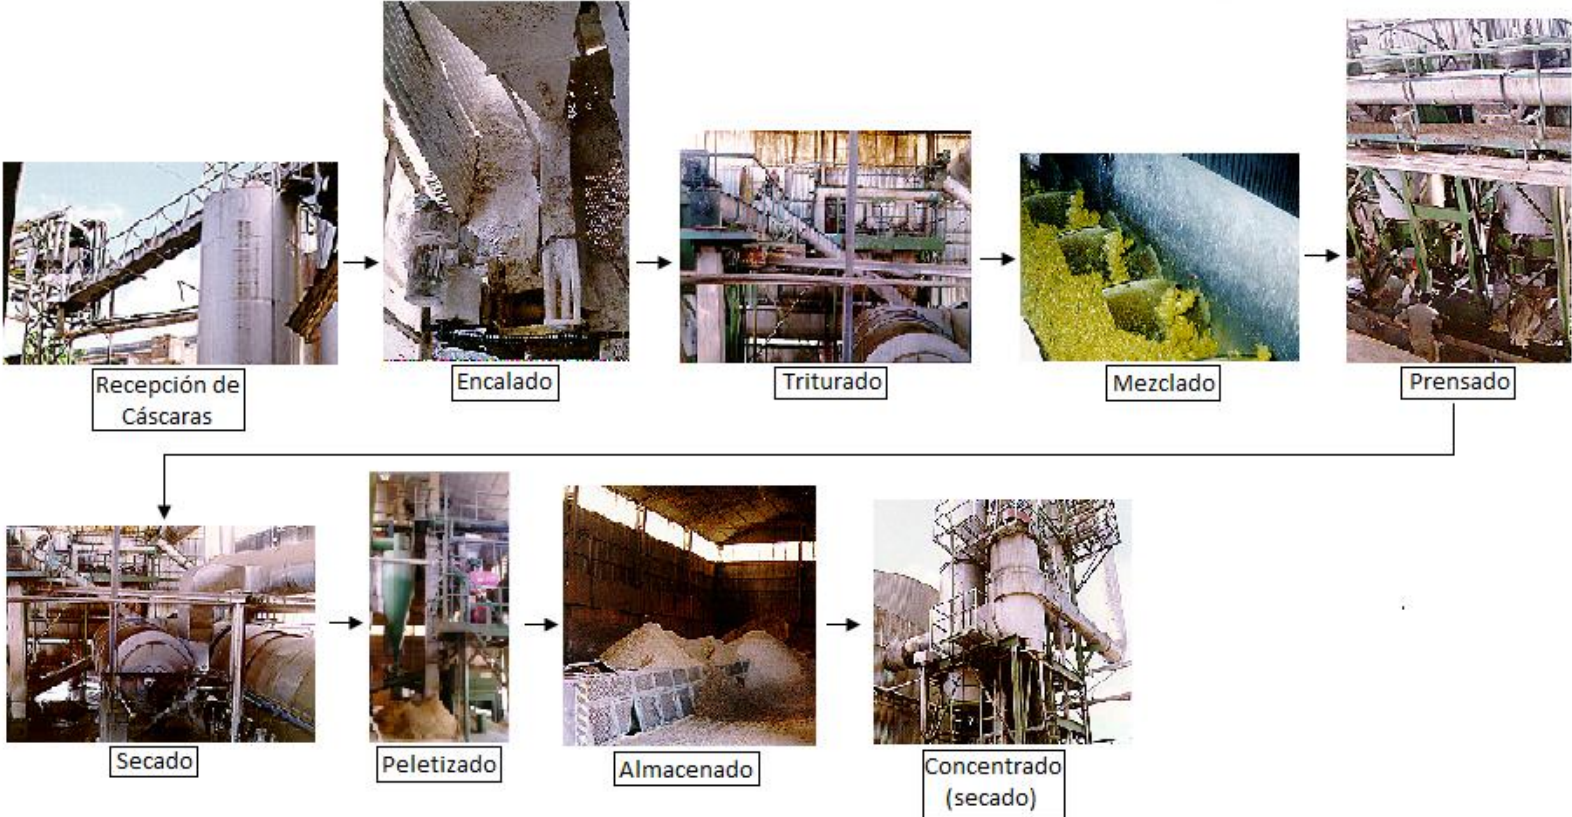 Recepción de
Cáscaras
Encalado
Triturado
Mezclado
Prensado
Secado
Peletizado
Almacenado
Concentrado
(secado)